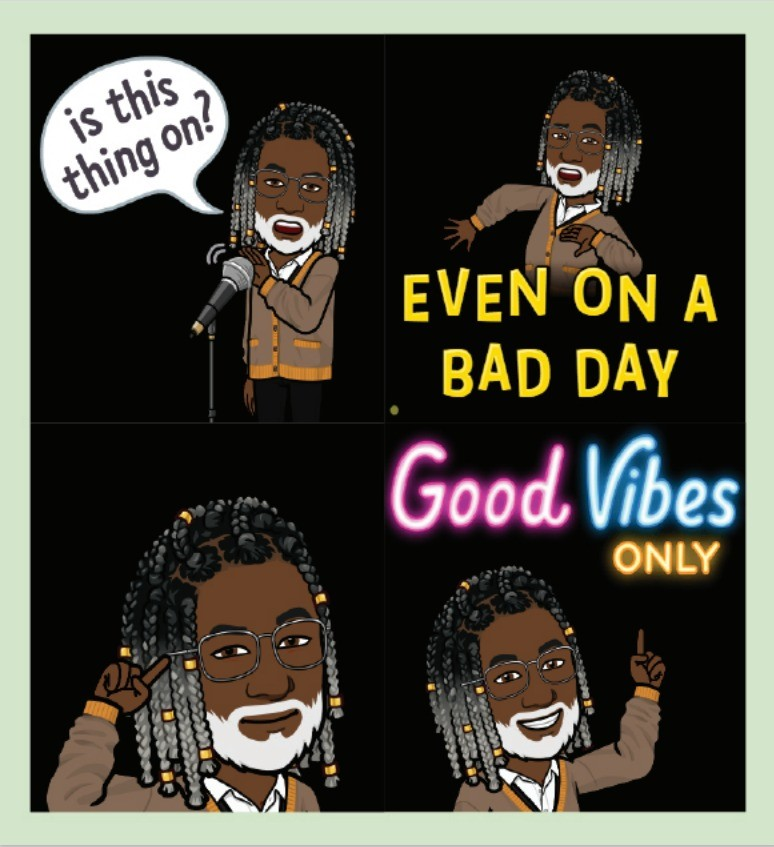 is this
thing on?
EVEN ON A
BAD DAY
Good Vibes
ONLY